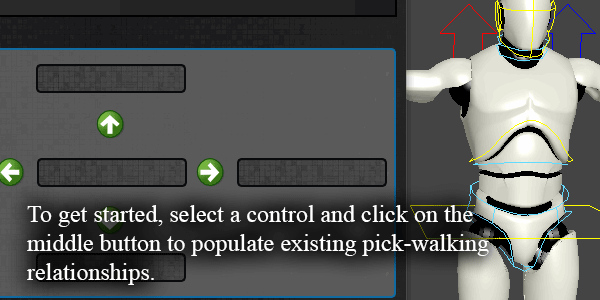 To get started, select a control and click on the
middle button to populate existing pick-walking
relationships.